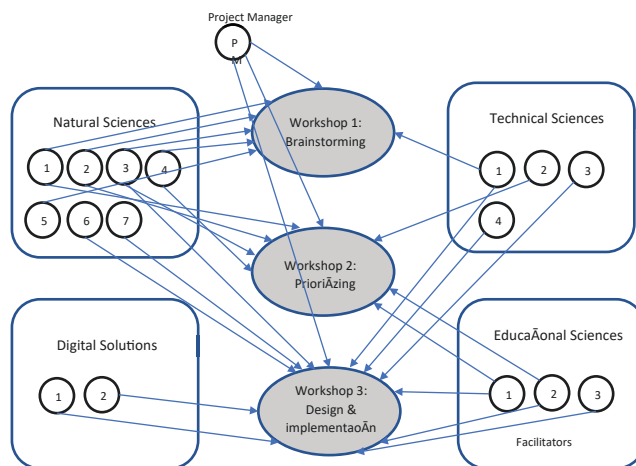 Project Manager
P
M
Natural Sciences
1
2
3
4
5
6
7
Workshop 1:
Brainstorming
Technical Sciences
1
2
3
4
Workshop 2:
PrioriÃzing
Digital Solutions
1
2
Workshop 3:
Design &
implementaoÃn
EducaÃonal Sciences
1
2
3
Facilitators